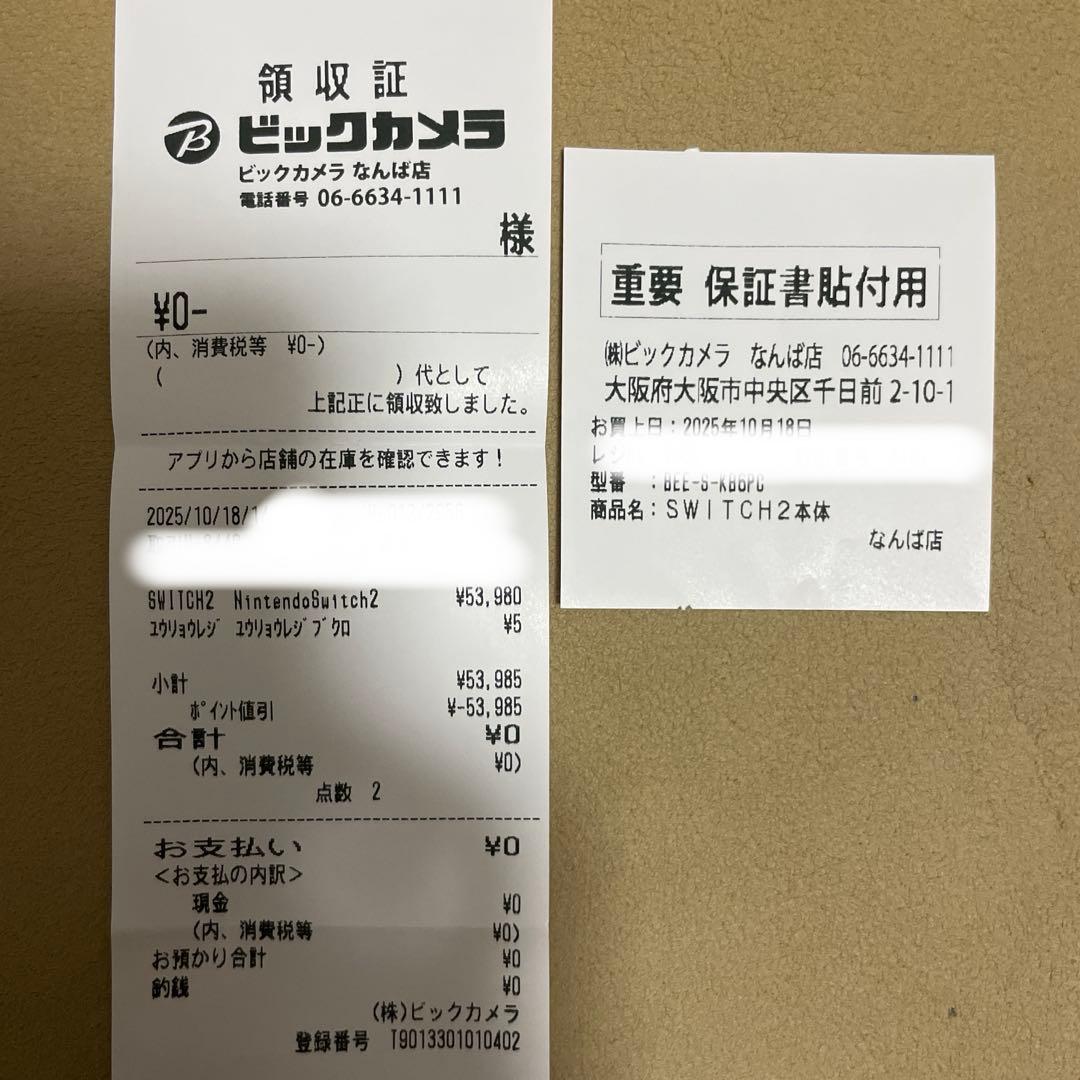 領収証
ビックカメラ
ビックカメラ なんば店
電話番号 06-6634-1111
様
¥0-
(内、消費税等 ¥0-)
( )代として
上記正に領収致しました。
アプリから店舗の在庫を確認できます!
2025/10/18/1
SWITCH2 NintendoSwitch2 ¥53,980
ユウリョウレジ ユウリョウレジブクロ ¥5
小計 ¥53,985
ポイント値引 ¥-53,985
合計 ¥0
(内、消費税等 ¥0)
点数 2
お支払い ¥0
<お支払の内訳>
現金 ¥0
(内、消費税等 ¥0)
お預かり合計 ¥0
釣銭 ¥0
(株)ビックカメラ
登録番号 T9013301010402
重要 保証書貼付用
㈱ビックカメラ なんば店 06-6634-1111
大阪府大阪市中央区千日前 2-10-1
お買上日:2025年10月18日
レジ
型番 :BEE-S-KB6PC
商品名:SWITCH2本体
なんば店